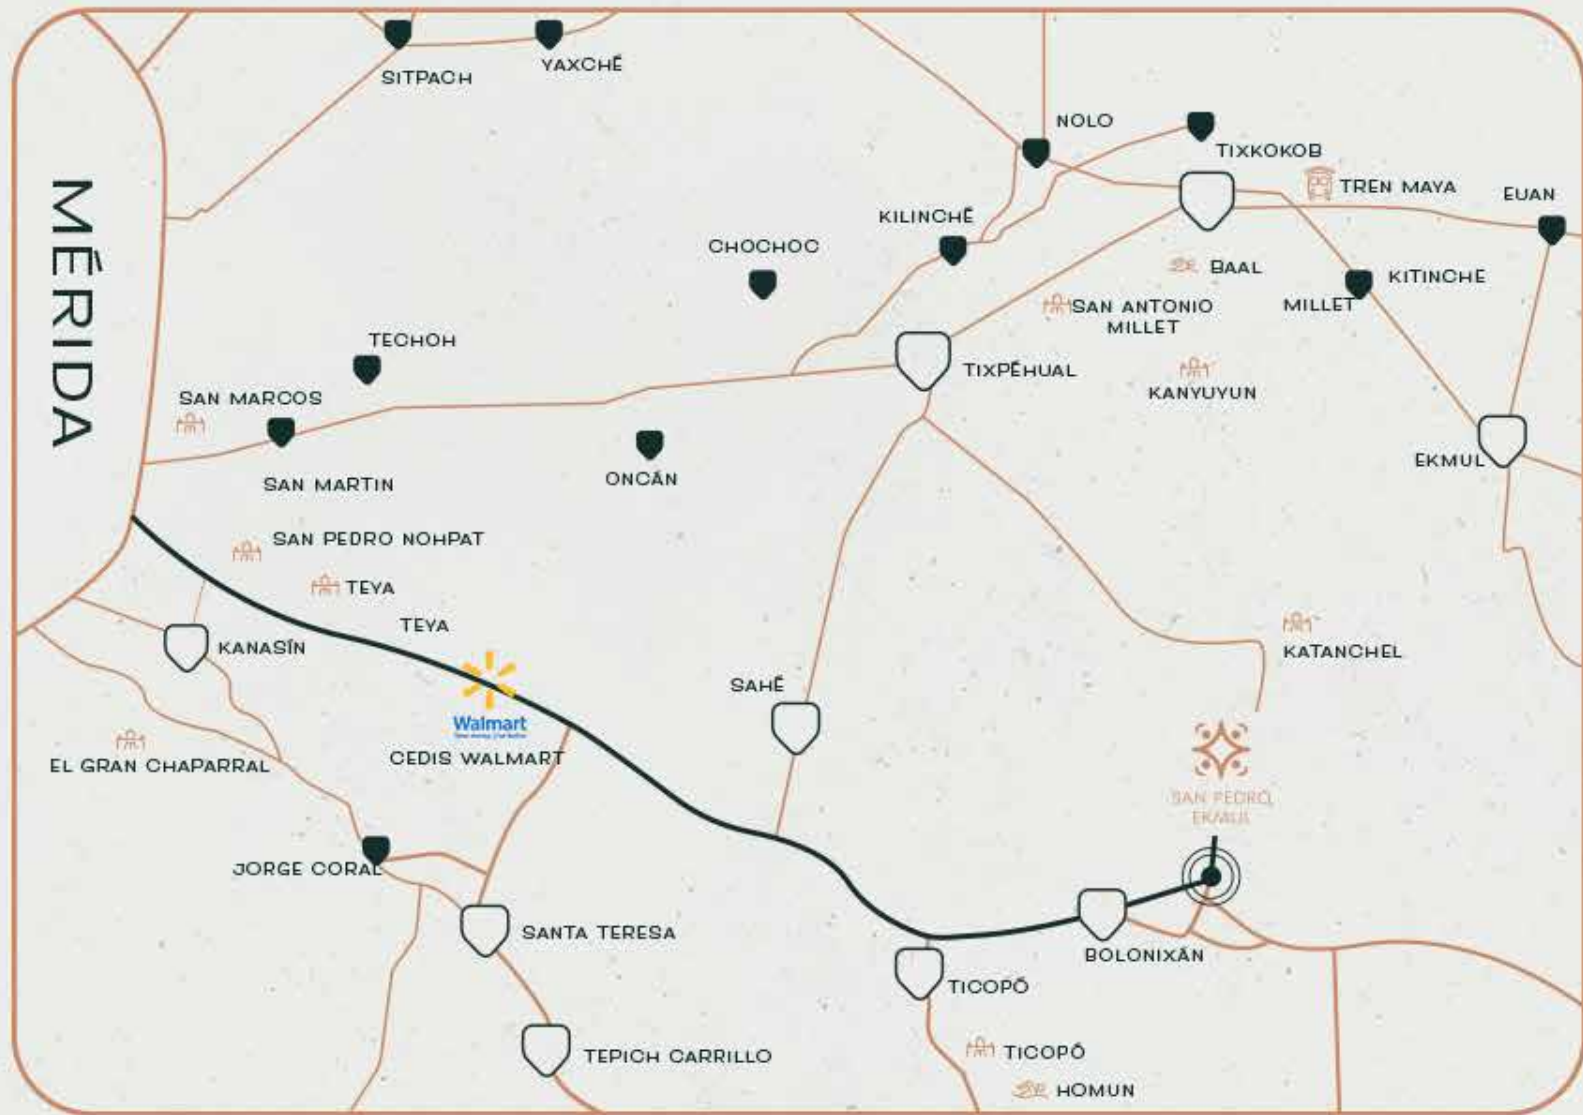 SITPACH
YAXCHÉ
NOLO
TIXKOKOB
TREN MAYA
EUAN
MÉRIDA
KILINCHÉ
CHOCHOC
BAAL
KITINCHE
MILLET
SAN ANTONIO
MILLET
TECHOH
TIXPÉHUAL
KANYUYUN
SAN MARCOS
EKMUL
ONCÁN
SAN MARTIN
SAN PEDRO NOHPAT
TEYA
TEYA
KANASÍN
KATANCHEL
SAHÉ
Walmart
CEDIS WALMART
EL GRAN CHAPARRAL
SAN PEDRO
EKMUL
JORGE CORAL
SANTA TERESA
BOLONIXÁN
TICOPÓ
TEPICH CARRILLO
TICOPÓ
HOMUN